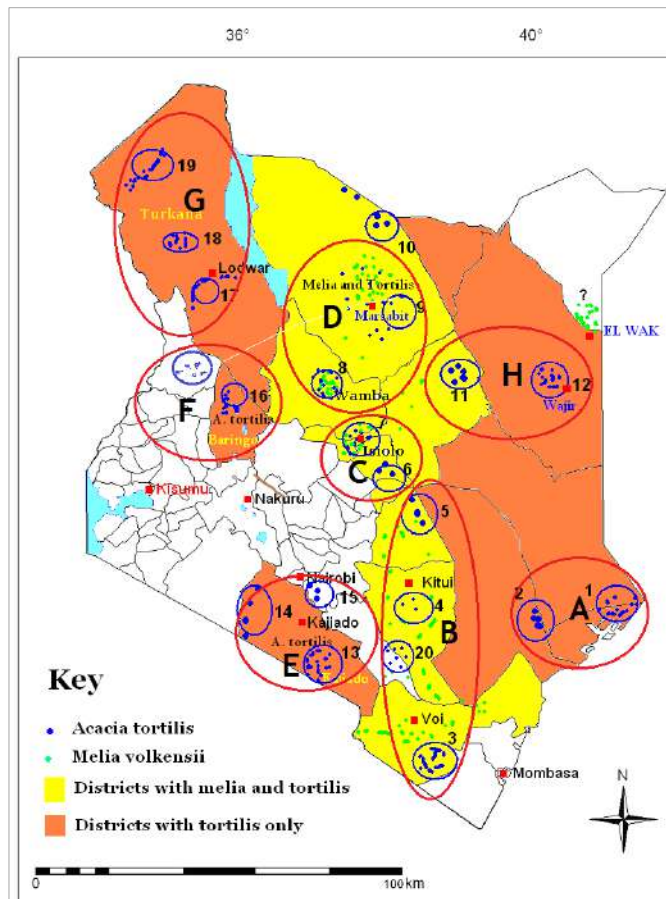 36°
40°
19
G
Turkana
18
Lodwar
17
10
Melia and Tortilis
9
D
Marsabit
?
EL WAK
8
Wamba
11
H
12
Wajir
16
F
A. tortilis
Baringo
7
Isiolo
C
6
Kisumu
Nakuru
5
Nairobi
Kitui
15
4
B
2
1
A
14
Kajiado
A. tortilis
13
E
20
Voi
3
Mombasa
Key
Acacia tortilis
Melia volkensii
Districts with melia and tortilis
Districts with tortilis only
N
0
100 km